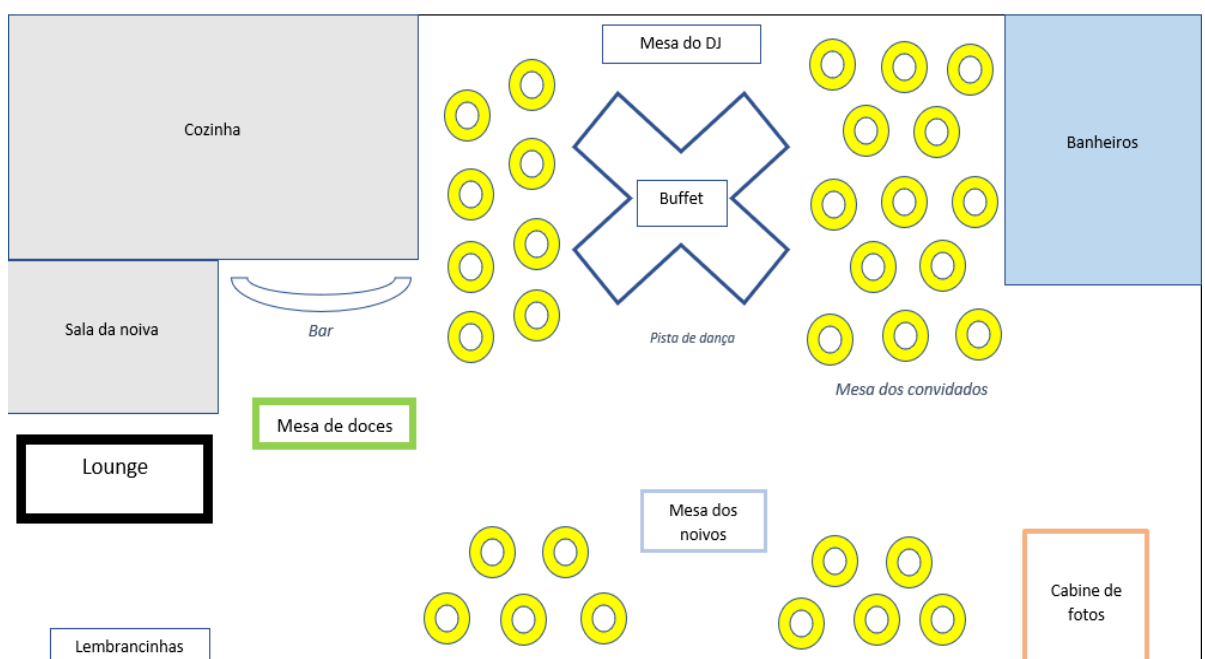 Mesa do DJ
Cozinha
Banheiros
Buffet
Sala da noiva
Bar
Pista de dança
Mesa dos convidados
Mesa de doces
Lounge
Mesa dos
noivos
Cabine de
fotos
Lembrancinhas